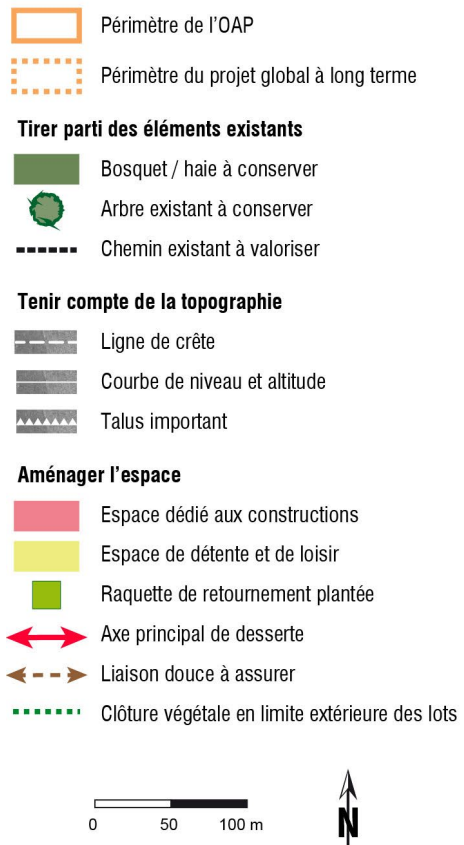 Périmètre de l'OAP
Périmètre du projet global à long terme
Tirer parti des éléments existants
Bosquet / haie à conserver
Arbre existant à conserver
Chemin existant à valoriser
Tenir compte de la topographie
Ligne de crête
Courbe de niveau et altitude
Talus important
Aménager l'espace
Espace dédié aux constructions
Espace de détente et de loisir
Raquette de retournement plantée
Axe principal de desserte
Liaison douce à assurer
Clôture végétale en limite extérieure des lots
0 50 100 m
N